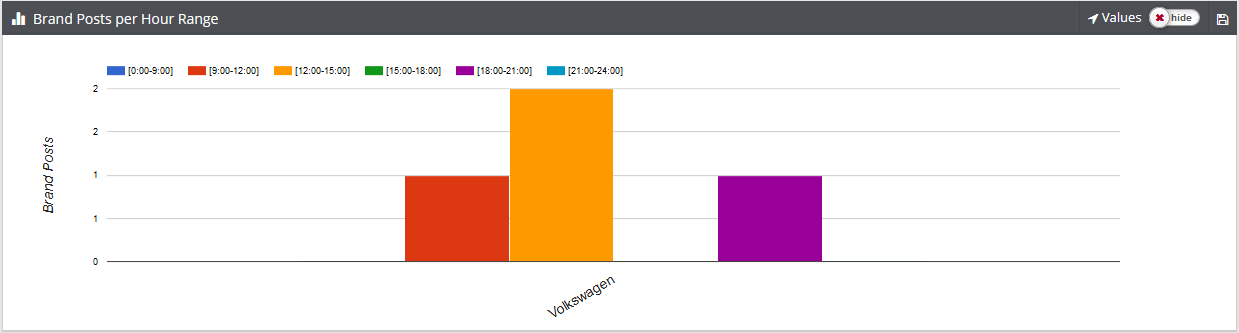 Brand Posts per Hour Range
Values
hide
[0:00-9:00] [9:00-12:00] [12:00-15:00] [15:00-18:00] [18:00-21:00] [21:00-24:00]
2
2
1
1
0
Brand Posts
Volkswagen